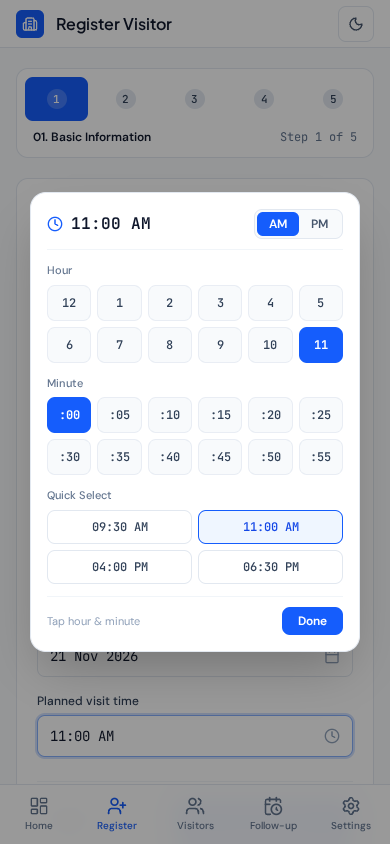 Register Visitor
1 2 3 4 5
01. Basic Information Step 1 of 5
11:00 AM AM PM
Hour
12 1 2 3 4 5
6 7 8 9 10 11
Minute
:00 :05 :10 :15 :20 :25
:30 :35 :40 :45 :50 :55
Quick Select
09:30 AM 11:00 AM
04:00 PM 06:30 PM
Tap hour & minute Done
21 Nov 2026
Planned visit time
11:00 AM
Home Register Visitors Follow-up Settings